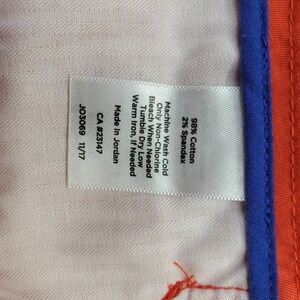 98% Cotton
2% Spandex
Machine Wash Cold
Only Non-Chlorine
Bleach When Needed
Tumble Dry Low
Warm Iron, If Needed
Made in Jordan
CA #23147
JO3069 11/17